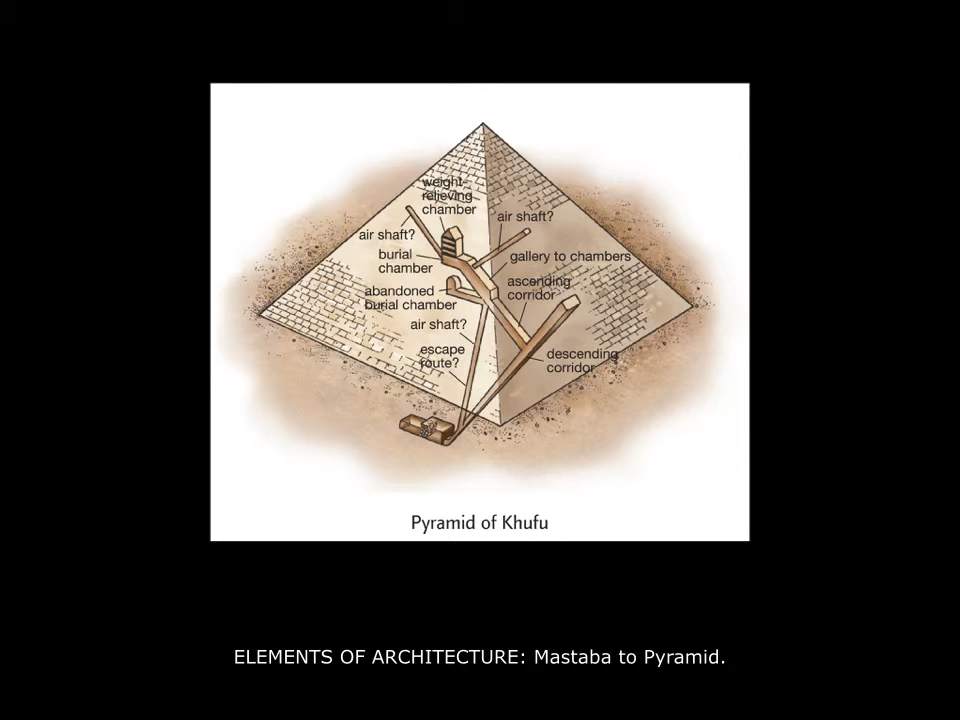 weight-
relieving
chamber
air shaft?
air shaft?
burial
chamber
gallery to chambers
abandoned
burial chamber
ascending
corridor
air shaft?
escape
route?
descending
corridor
Pyramid of Khufu
ELEMENTS OF ARCHITECTURE: Mastaba to Pyramid.